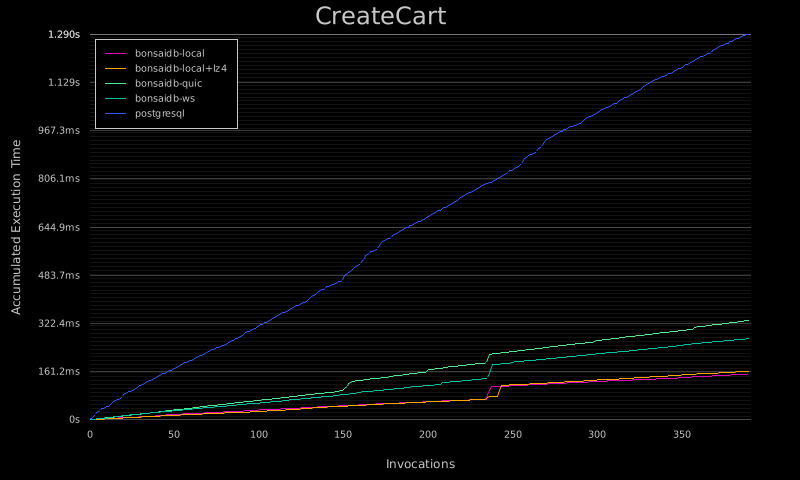 CreateCart
1.290s
1.129s
967.3ms
806.1ms
644.9ms
483.7ms
322.4ms
161.2ms
0s
Accumulated Execution Time
bonsaidb-local
bonsaidb-local+lz4
bonsaidb-quic
bonsaidb-ws
postgresql
0 50 100 150 200 250 300 350
Invocations